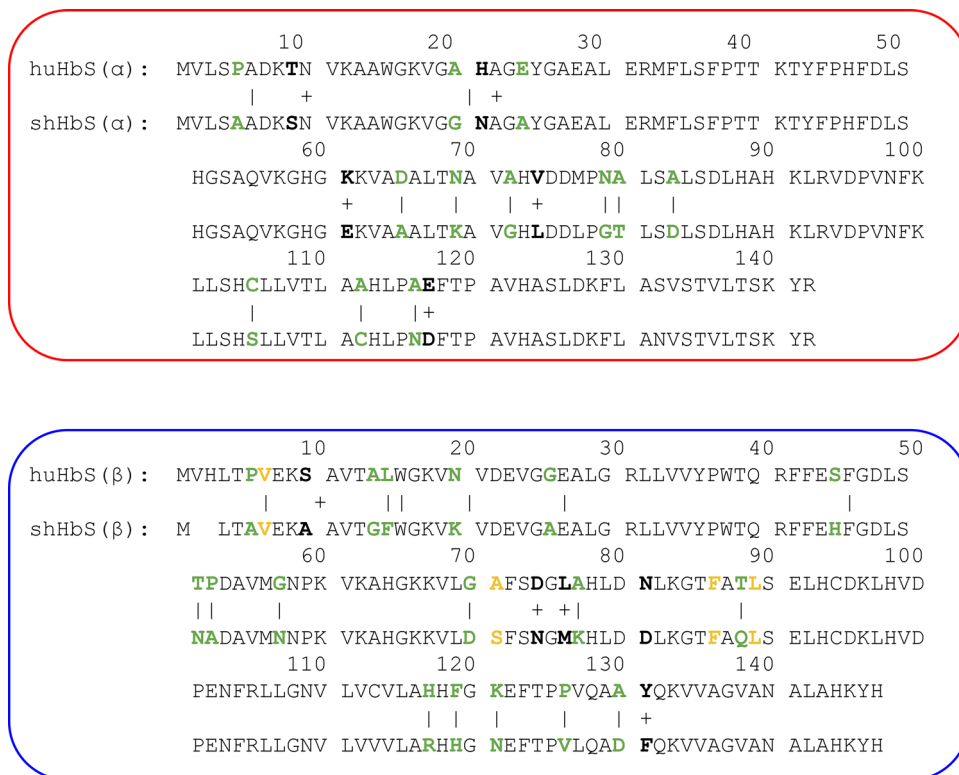 10 20 30 40 50
huHbS(α): MVLSPADKTN VKAAWGKVGA HAGEYGAEAL ERMFLSFPTT KTYFPHFDLS
| + | +
shHbS(α): MVLSAADKSN VKAAWGKVGG NAGAYGAEAL ERMFLSFPTT KTYFPHFDLS
60 70 80 90 100
HGSAQVKGHG KKVADALTNA VAHVDDMPNA LSALSDLHAH KLRVDPVNFK
+ | | | + | | |
HGSAQVKGHG EKVAAALTKA VGHLDDLPGT LSDLSDLHAH KLRVDPVNFK
110 120 130 140
LLSHCLLVTL AAHLPAEFTP AVHASLDKFL ASVSTVLTSK YR
| | | +
LLSHSLLVTL ACHLPNDFTP AVHASLDKFL ANVSTVLTSK YR
10 20 30 40 50
huHbS(β): MVHLTPVEKS AVTALWGKVN VDEVGGEALG RLLVVYPWTQ RFFESFGDLS
| + | | | | |
shHbS(β): M LTAVEKA AVTGFWGKVK VDEVGAEALG RLLVVYPWTQ RFFEHFGDLS
60 70 80 90 100
TPDAVMGNPK VKAHGKKVLG AFSDGLAHLD NLKGTFATLS ELHCDKLHVD
| | | | + + | |
NADAVMNNPK VKAHGKKVLD SFSNGMKHLD DLKGTFAQLS ELHCDKLHVD
110 120 130 140
PENFRLLGNV LVCVLAHHFG KEFTPPVQAA YQKVVAGVAN ALAHKYH
| | | | | +
PENFRLLGNV LVVVLARHHG NEFTPVLQAD FQKVVAGVAN ALAHKYH